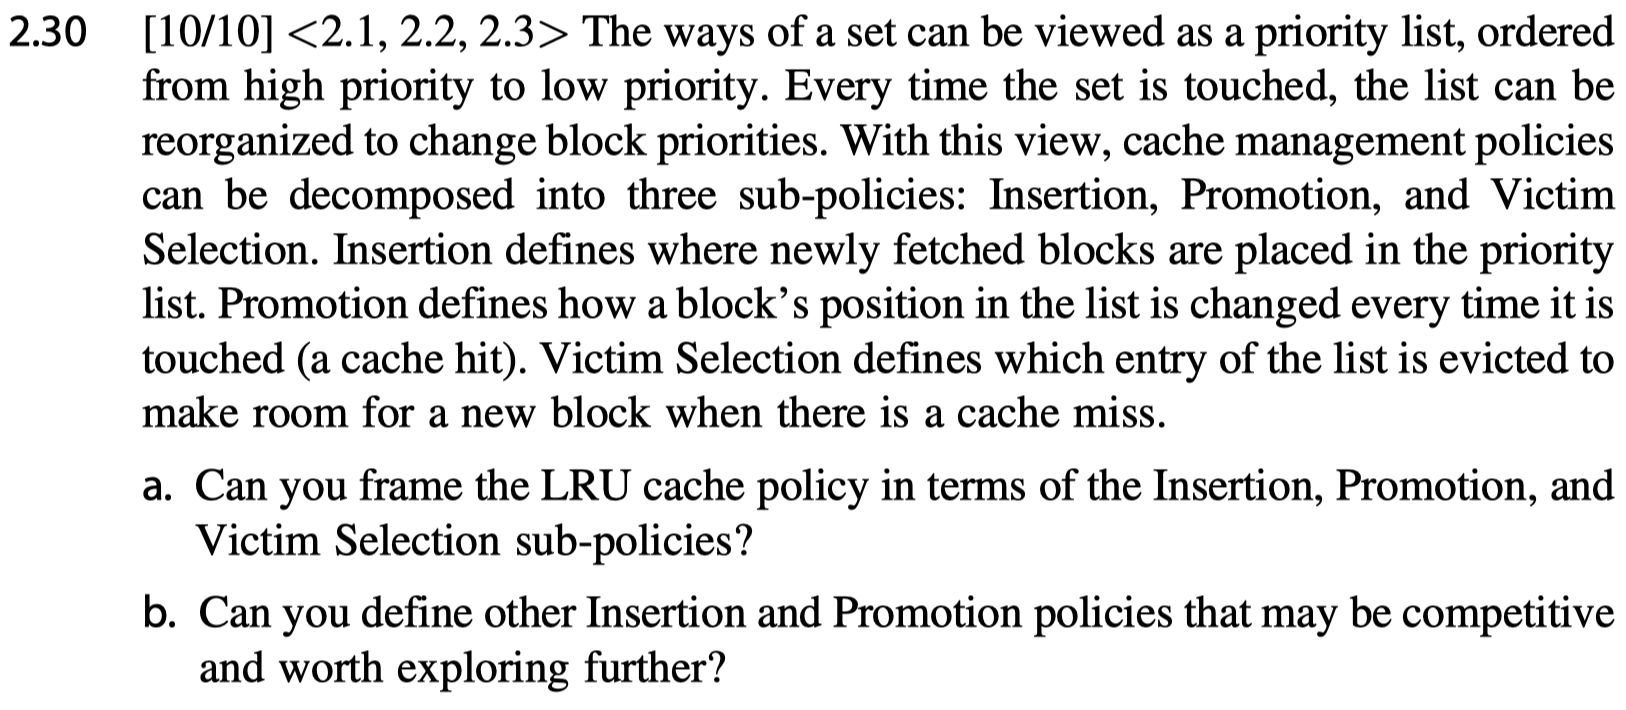 2.30 [10/10] <2.1, 2.2, 2.3> The ways of a set can be viewed as a priority list, ordered
from high priority to low priority. Every time the set is touched, the list can be
reorganized to change block priorities. With this view, cache management policies
can be decomposed into three sub-policies: Insertion, Promotion, and Victim
Selection. Insertion defines where newly fetched blocks are placed in the priority
list. Promotion defines how a block’s position in the list is changed every time it is
touched (a cache hit). Victim Selection defines which entry of the list is evicted to
make room for a new block when there is a cache miss.
a. Can you frame the LRU cache policy in terms of the Insertion, Promotion, and
Victim Selection sub-policies?
b. Can you define other Insertion and Promotion policies that may be competitive
and worth exploring further?